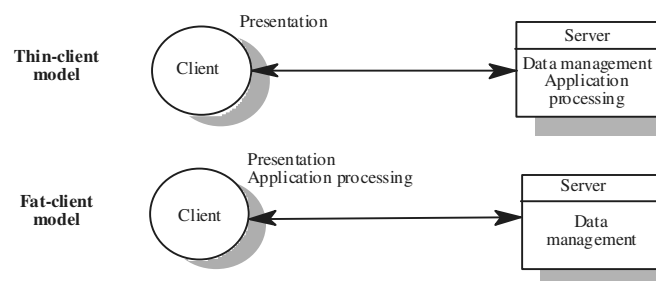 Presentation
Thin-client
model
Client
Server
Data management
Application
processing
Presentation
Application processing
Fat-client
model
Client
Server
Data
management